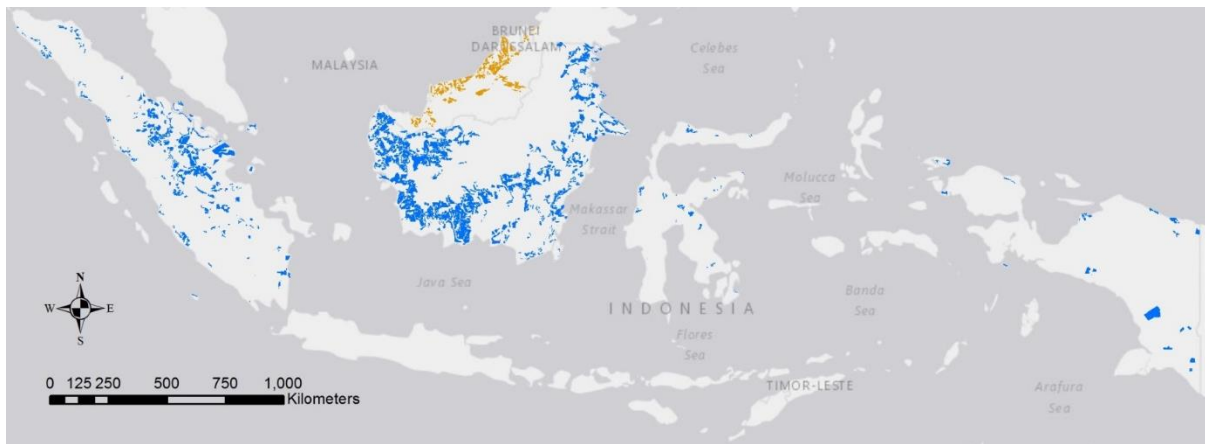 BRUNEI
DARUSSALAM
Celebes
Sea
MALAYSIA
Molucca
Sea
Makassar
Strait
N
W E
S
Java Sea
Banda
Sea
INDONESIA
Flores
Sea
TIMOR-LESTE
Arafura
Sea
0 125 250 500 750 1,000
Kilometers